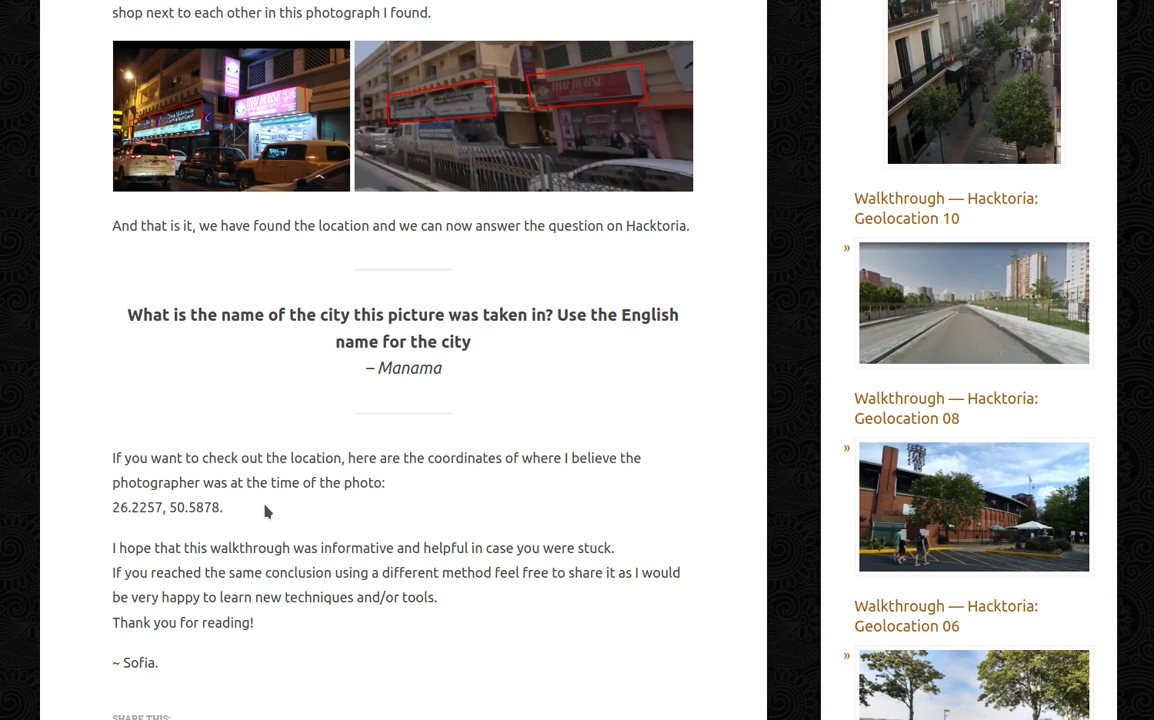 shop next to each other in this photograph I found.
THAI HOUSE
THAI HOUSE
And that is it, we have found the location and we can now answer the question on Hacktoria.
What is the name of the city this picture was taken in? Use the English
name for the city
– Manama
If you want to check out the location, here are the coordinates of where I believe the
photographer was at the time of the photo:
26.2257, 50.5878.
I hope that this walkthrough was informative and helpful in case you were stuck.
If you reached the same conclusion using a different method feel free to share it as I would
be very happy to learn new techniques and/or tools.
Thank you for reading!
~ Sofia.
SHARE THIS:
Walkthrough — Hacktoria:
Geolocation 10
»
Walkthrough — Hacktoria:
Geolocation 08
»
Walkthrough — Hacktoria:
Geolocation 06
»